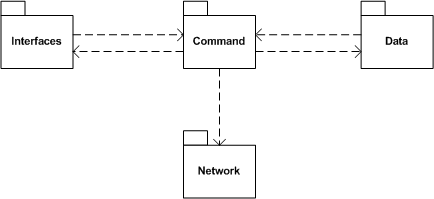 Interfaces
Command
Data
Network